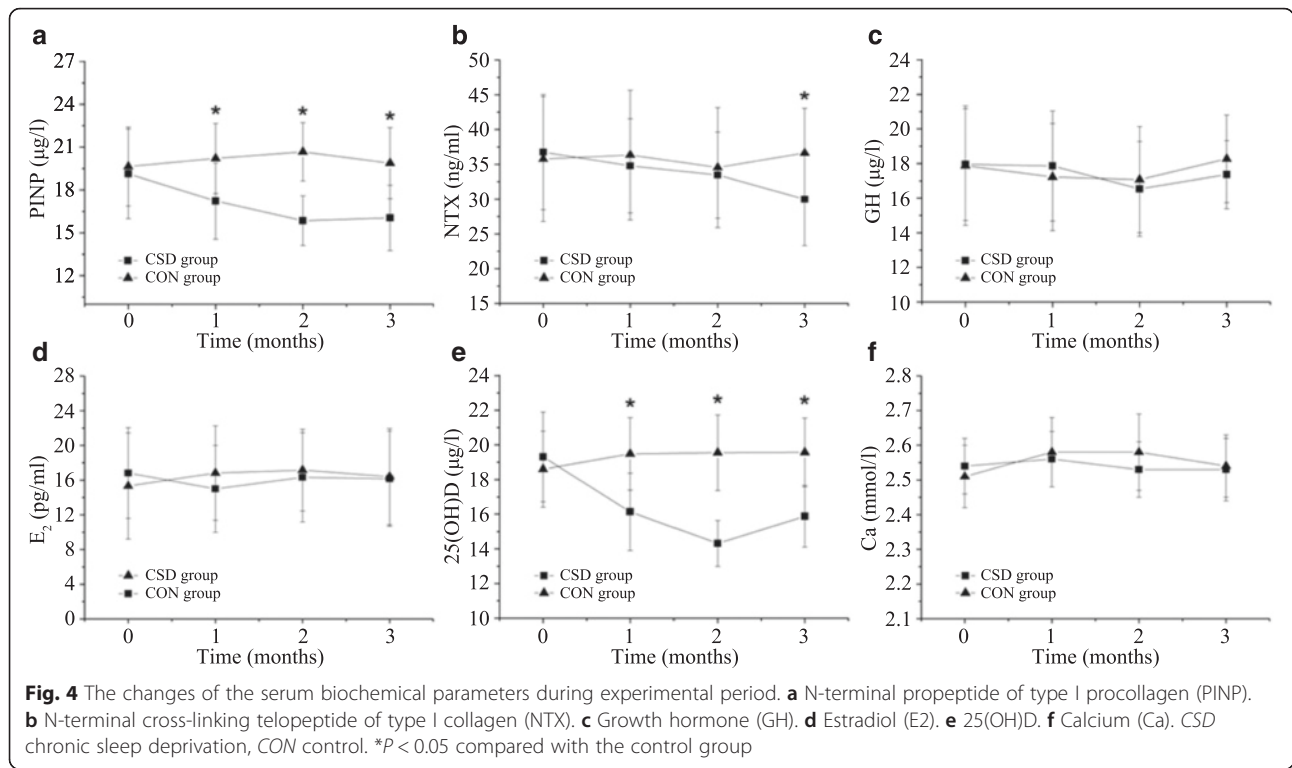 a
PINP (µg/l)
27
24
21
18
15
12
* * *
CSD group
CON group
0 1 2 3
Time (months)
b
NTX (ng/ml)
50
45
40
35
30
25
20
15
*
CSD group
CON group
0 1 2 3
Time (months)
c
GH (µg/l)
24
22
20
18
16
14
12
10
CSD group
CON group
0 1 2 3
Time (months)
d
E2 (pg/ml)
28
24
20
16
12
8
4
0
CSD group
CON group
0 1 2 3
Time (months)
e
25(OH)D (µg/l)
24
22
20
18
16
14
12
10
* * *
CSD group
CON group
0 1 2 3
Time (months)
f
Ca (mmol/l)
2.8
2.7
2.6
2.5
2.4
2.3
2.2
2.1
CSD group
CON group
0 1 2 3
Time (months)
Fig. 4 The changes of the serum biochemical parameters during experimental period. a N-terminal propeptide of type I procollagen (PINP).
b N-terminal cross-linking telopeptide of type I collagen (NTX). c Growth hormone (GH). d Estradiol (E2). e 25(OH)D. f Calcium (Ca). CSD
chronic sleep deprivation, CON control. *P < 0.05 compared with the control group